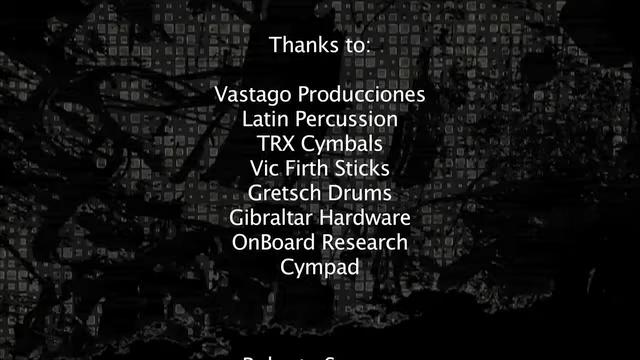 Thanks to:
Vastago Producciones
Latin Percussion
TRX Cymbals
Vic Firth Sticks
Gretsch Drums
Gibraltar Hardware
OnBoard Research
Cympad